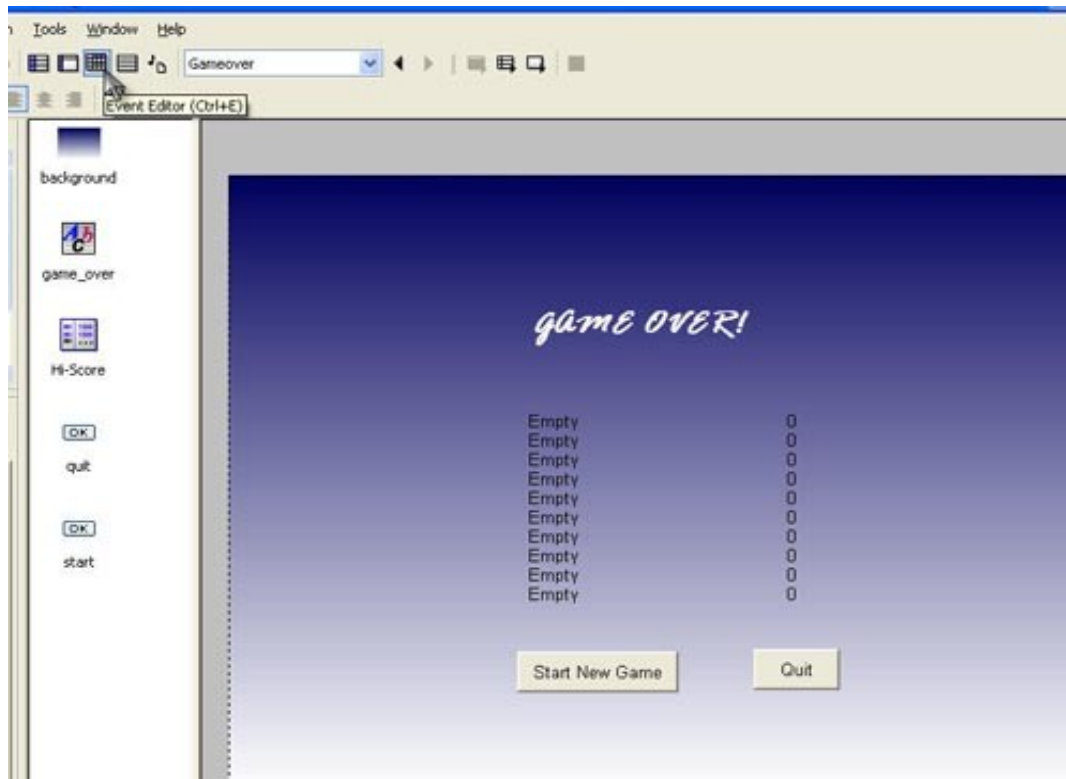 Tools Window Help
Gameover
Event Editor (Ctrl+E)
background
game_over
Hi-Score
OK
quit
OK
start
GAME OVER!
Empty 0
Empty 0
Empty 0
Empty 0
Empty 0
Empty 0
Empty 0
Empty 0
Empty 0
Empty 0
Start New Game Quit